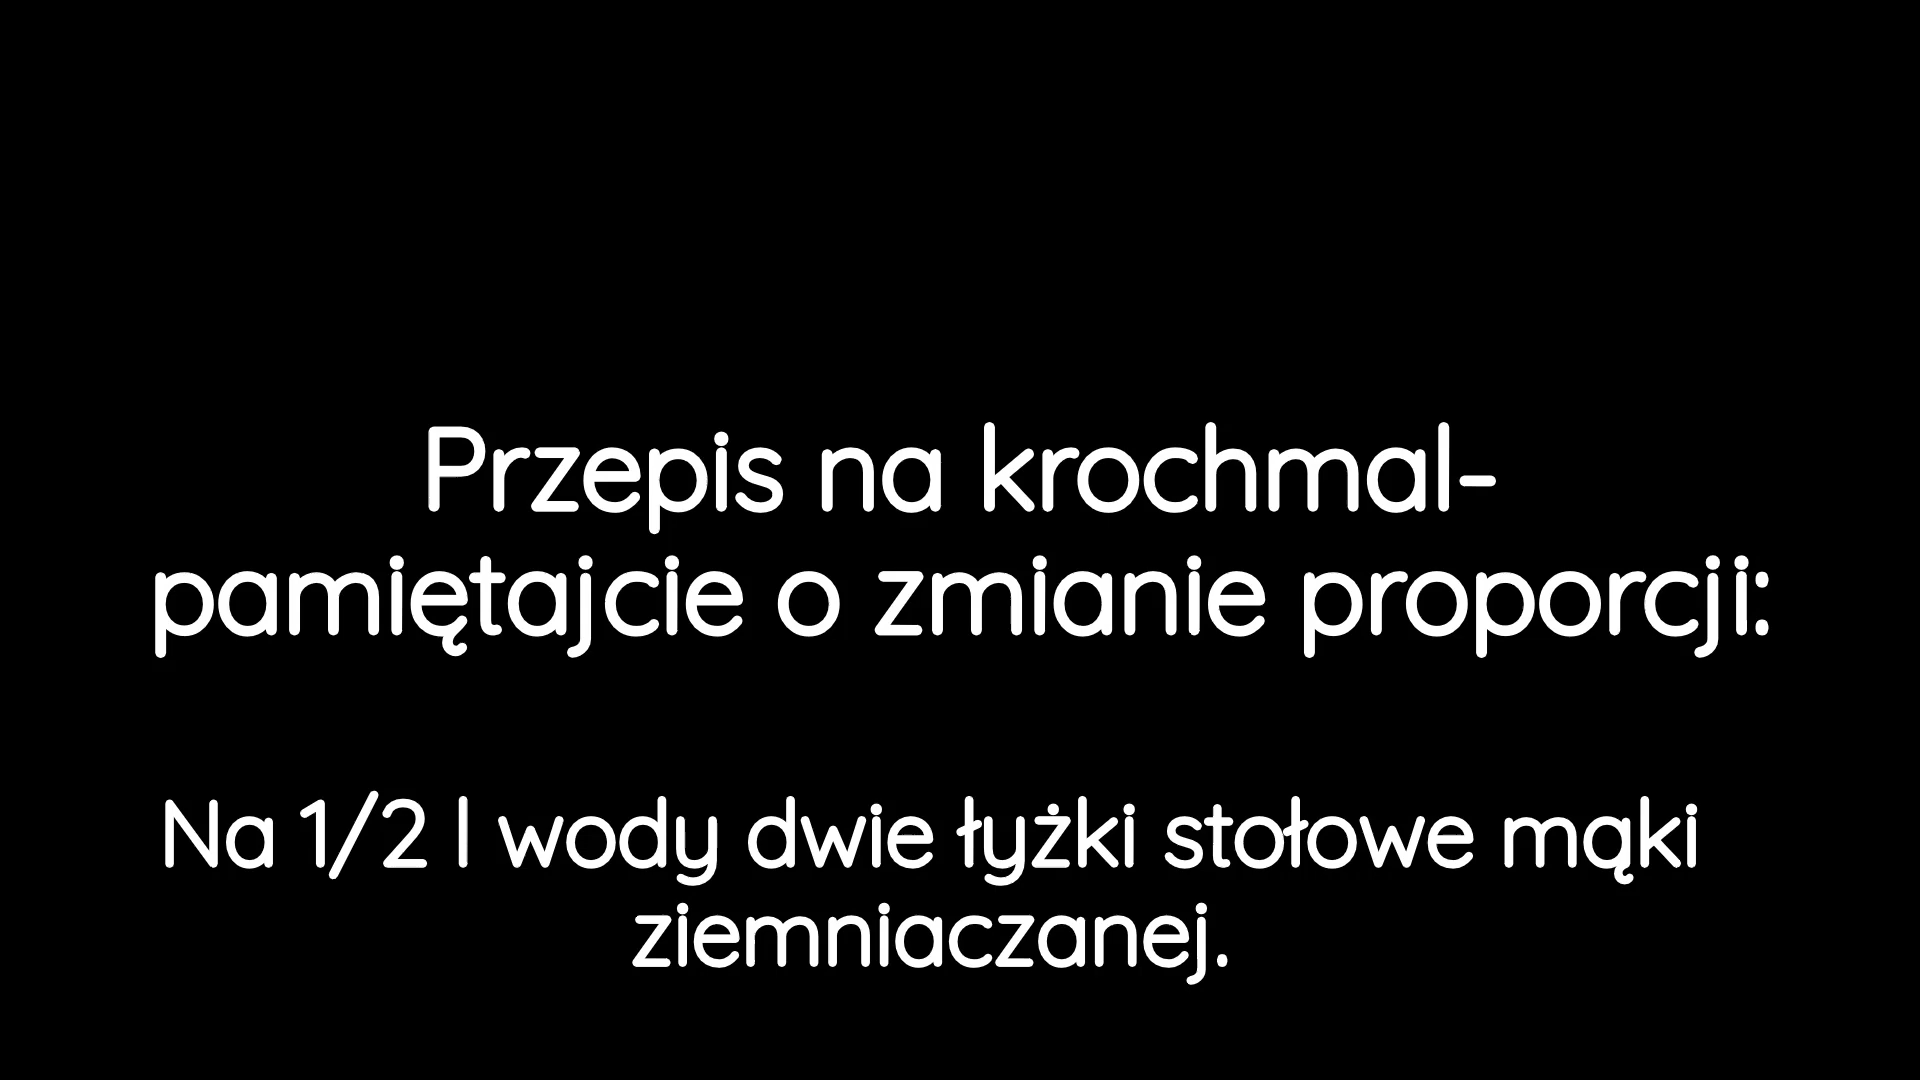 Przepis na krochmal-
pamiętajcie o zmianie proporcji:
Na 1/2 l wody dwie łyżki stołowe mąki
ziemniaczanej.